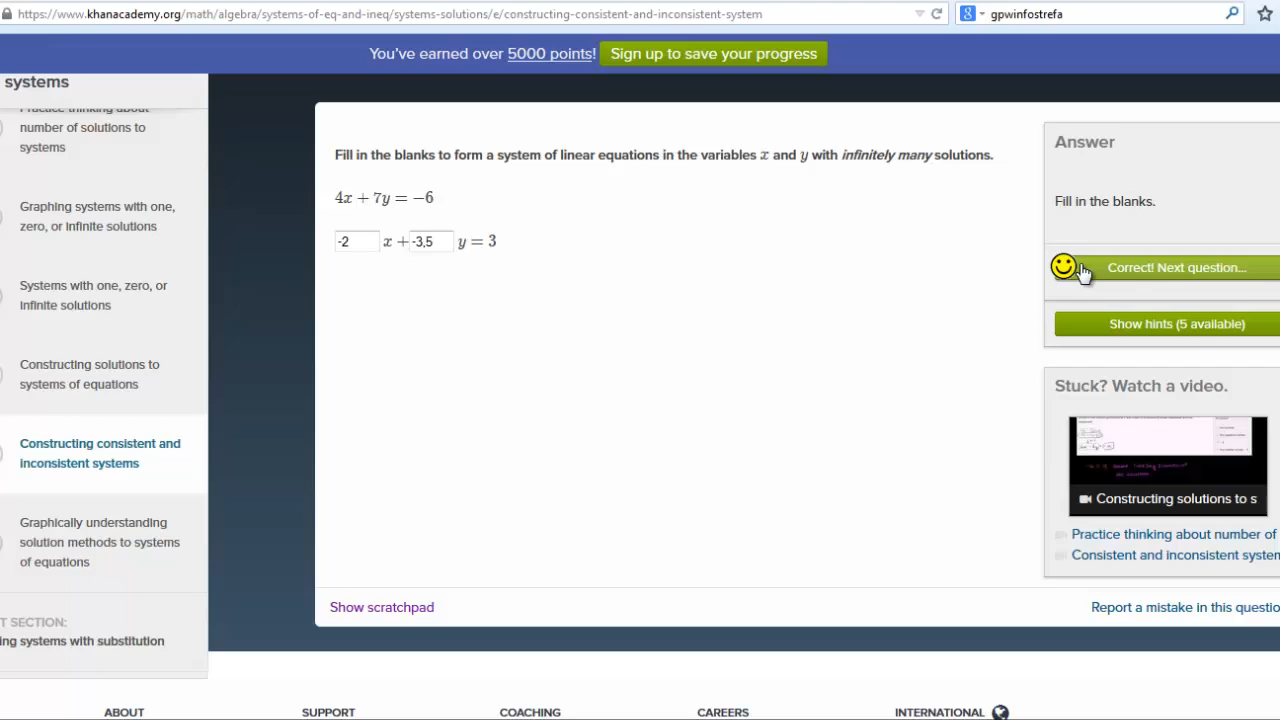 https://www.khanacademy.org/math/algebra/systems-of-eq-and-ineq/systems-solutions/e/constructing-consistent-and-inconsistent-system
gpwinfostrefa
You've earned over 5000 points! Sign up to save your progress
systems
Practice thinking about
number of solutions to
systems
Graphing systems with one,
zero, or infinite solutions
Systems with one, zero, or
infinite solutions
Constructing solutions to
systems of equations
Constructing consistent and
inconsistent systems
Graphically understanding
solution methods to systems
of equations
T SECTION:
ing systems with substitution
Fill in the blanks to form a system of linear equations in the variables x and y with infinitely many solutions.
4x + 7y = −6
-2 x + -3,5 y = 3
Show scratchpad
Answer
Fill in the blanks.
Correct! Next question...
Show hints (5 available)
Stuck? Watch a video.
Constructing solutions to s
Practice thinking about number of
Consistent and inconsistent system
Report a mistake in this questio
ABOUT
SUPPORT
COACHING
CAREERS
INTERNATIONAL